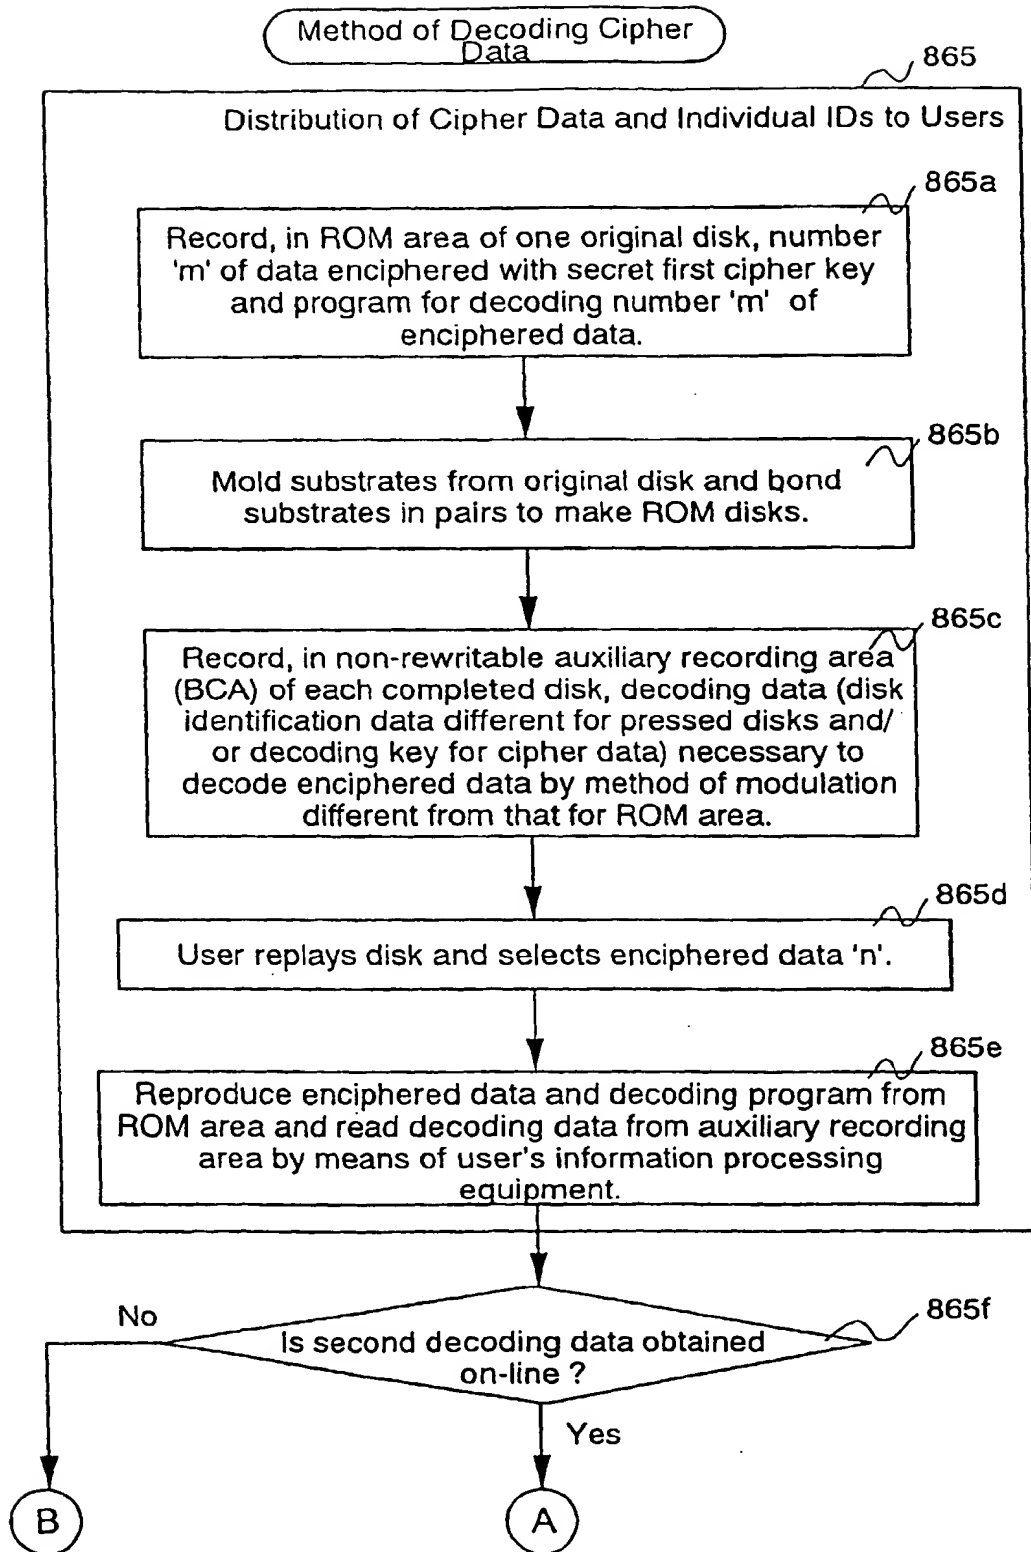 Method of Decoding Cipher
Data
865
Distribution of Cipher Data and Individual IDs to Users
865a
Record, in ROM area of one original disk, number
'm' of data enciphered with secret first cipher key
and program for decoding number 'm' of
enciphered data.
865b
Mold substrates from original disk and bond
substrates in pairs to make ROM disks.
865c
Record, in non-rewritable auxiliary recording area
(BCA) of each completed disk, decoding data (disk
identification data different for pressed disks and/
or decoding key for cipher data) necessary to
decode enciphered data by method of modulation
different from that for ROM area.
865d
User replays disk and selects enciphered data 'n'.
865e
Reproduce enciphered data and decoding program from
ROM area and read decoding data from auxiliary recording
area by means of user's information processing
equipment.
865f
No
Is second decoding data obtained
on-line ?
Yes
B
A